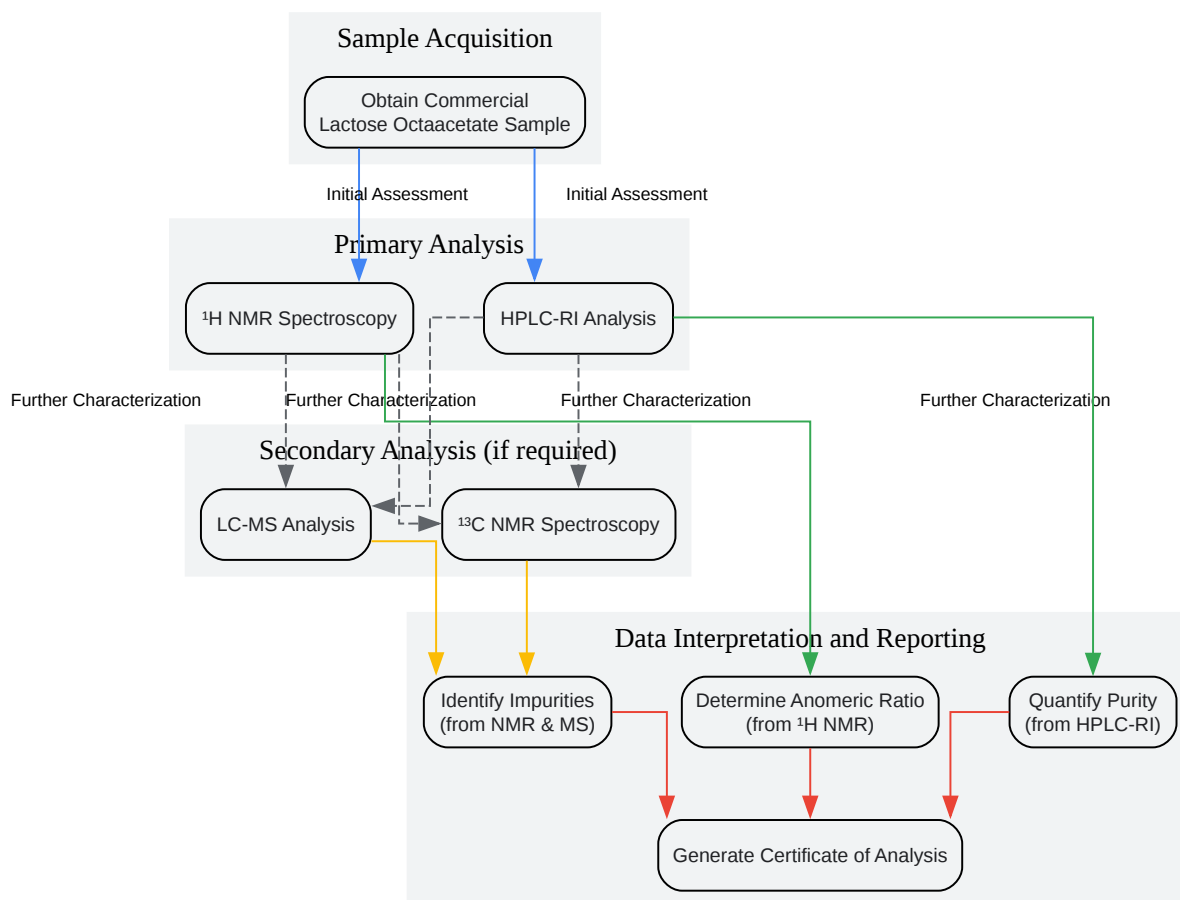 Sample Acquisition
Obtain Commercial
Lactose Octaacetate Sample
Initial Assessment
Initial Assessment
Primary Analysis
¹H NMR Spectroscopy
HPLC-RI Analysis
Further Characterization
Further Characterization
Further Characterization
Further Characterization
Secondary Analysis (if required)
LC-MS Analysis
¹³C NMR Spectroscopy
Data Interpretation and Reporting
Identify Impurities
(from NMR & MS)
Determine Anomeric Ratio
(from ¹H NMR)
Quantify Purity
(from HPLC-RI)
Generate Certificate of Analysis